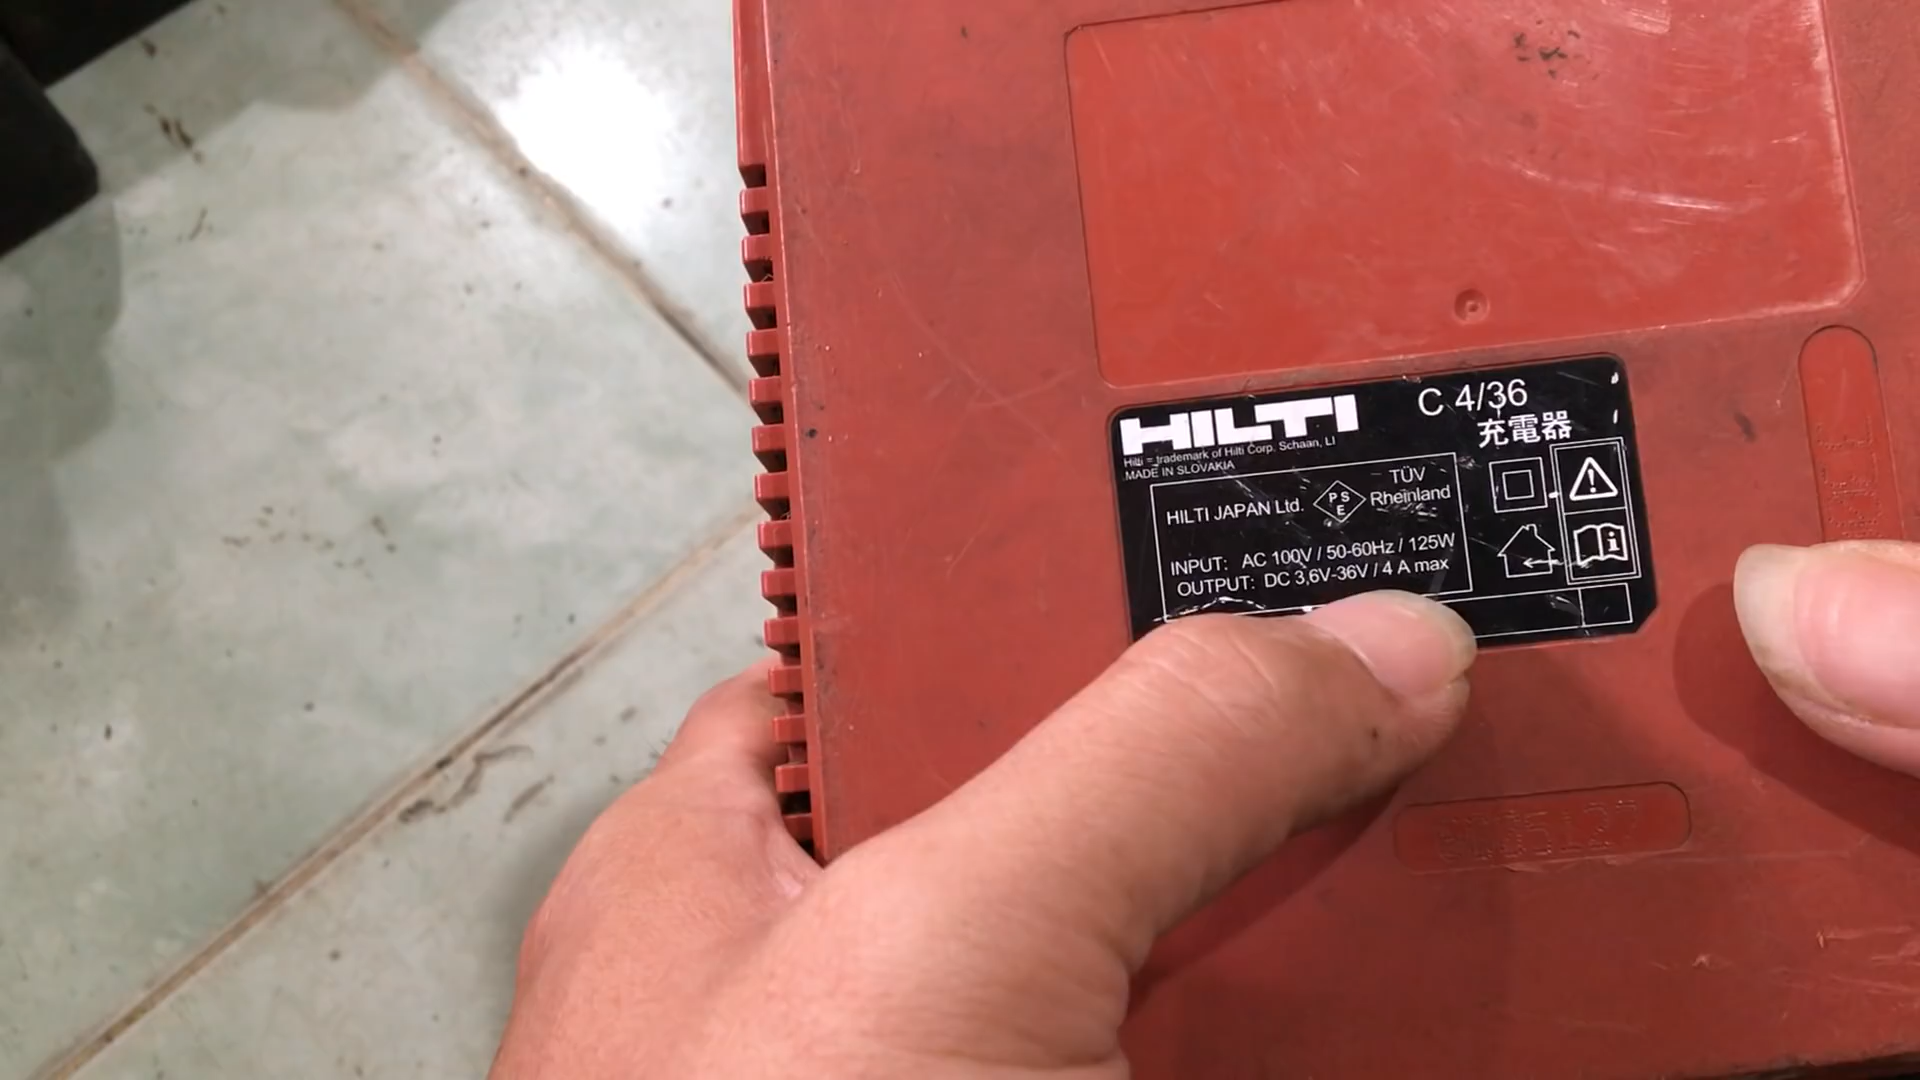 HILTI
C 4/36
充電器
Hilti = trademark of Hilti Corp. Schaan, LI
MADE IN SLOVAKIA
HILTI JAPAN Ltd.
PS
E
TÜV
Rheinland
INPUT: AC 100V / 50-60Hz / 125W
OUTPUT: DC 3,6V-36V / 4 A max